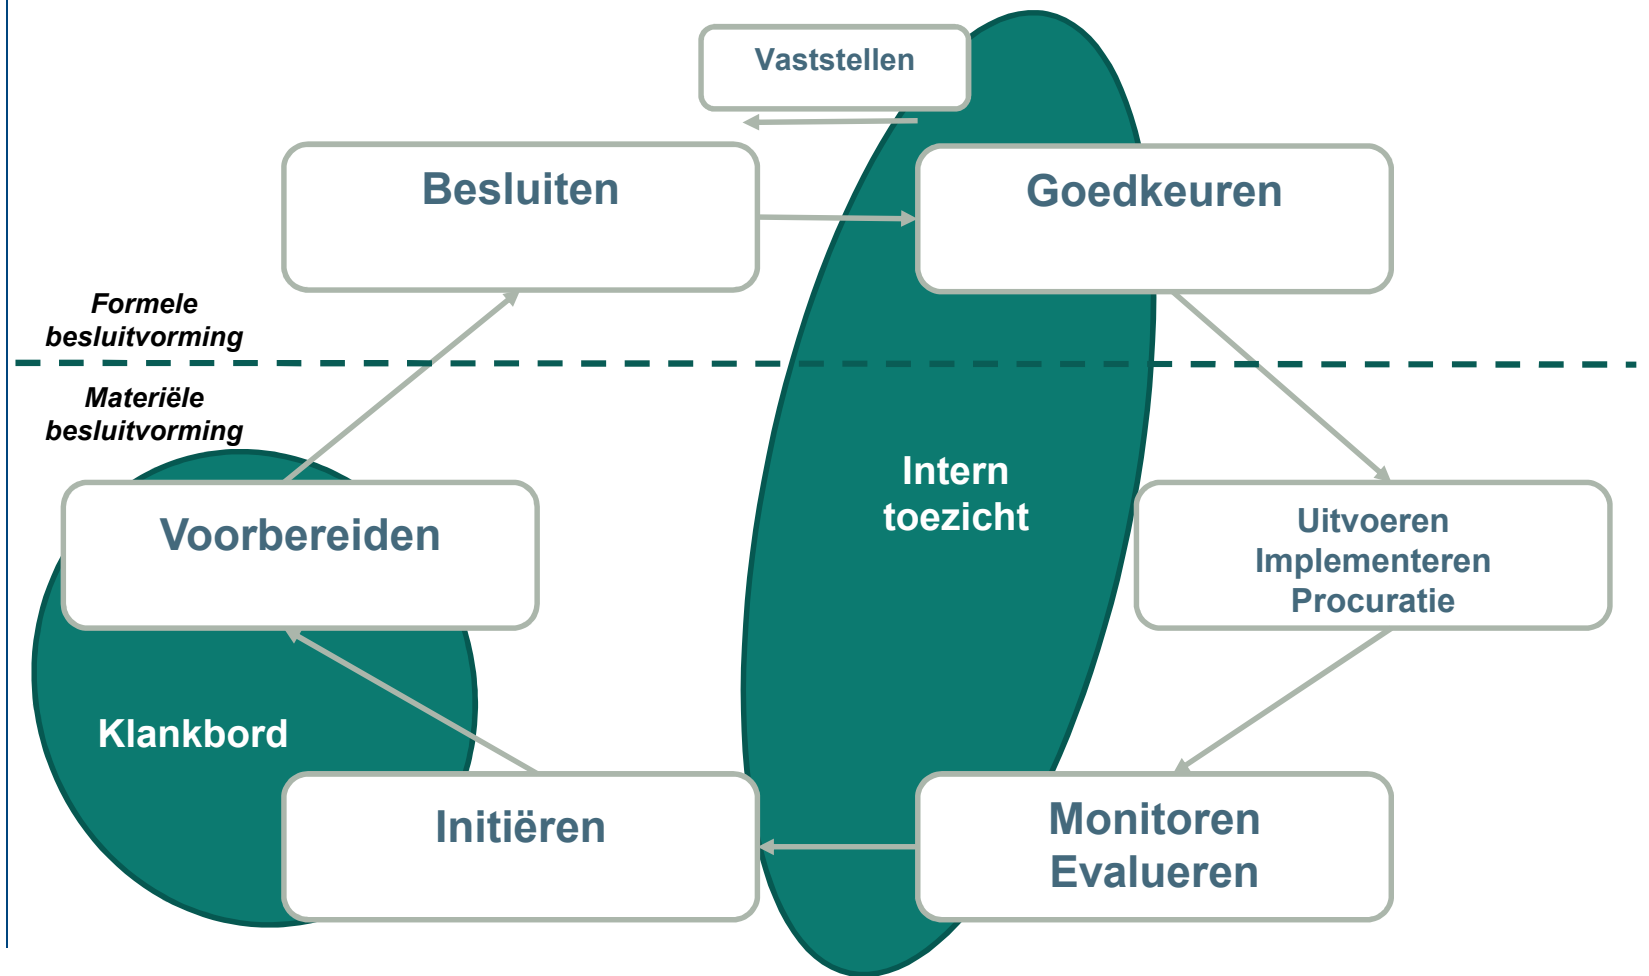 Vaststellen
Besluiten
Goedkeuren
Formele
besluitvorming
Materiële
besluitvorming
Intern
toezicht
Voorbereiden
Uitvoeren
Implementeren
Procuratie
Klankbord
Initiëren
Monitoren
Evalueren